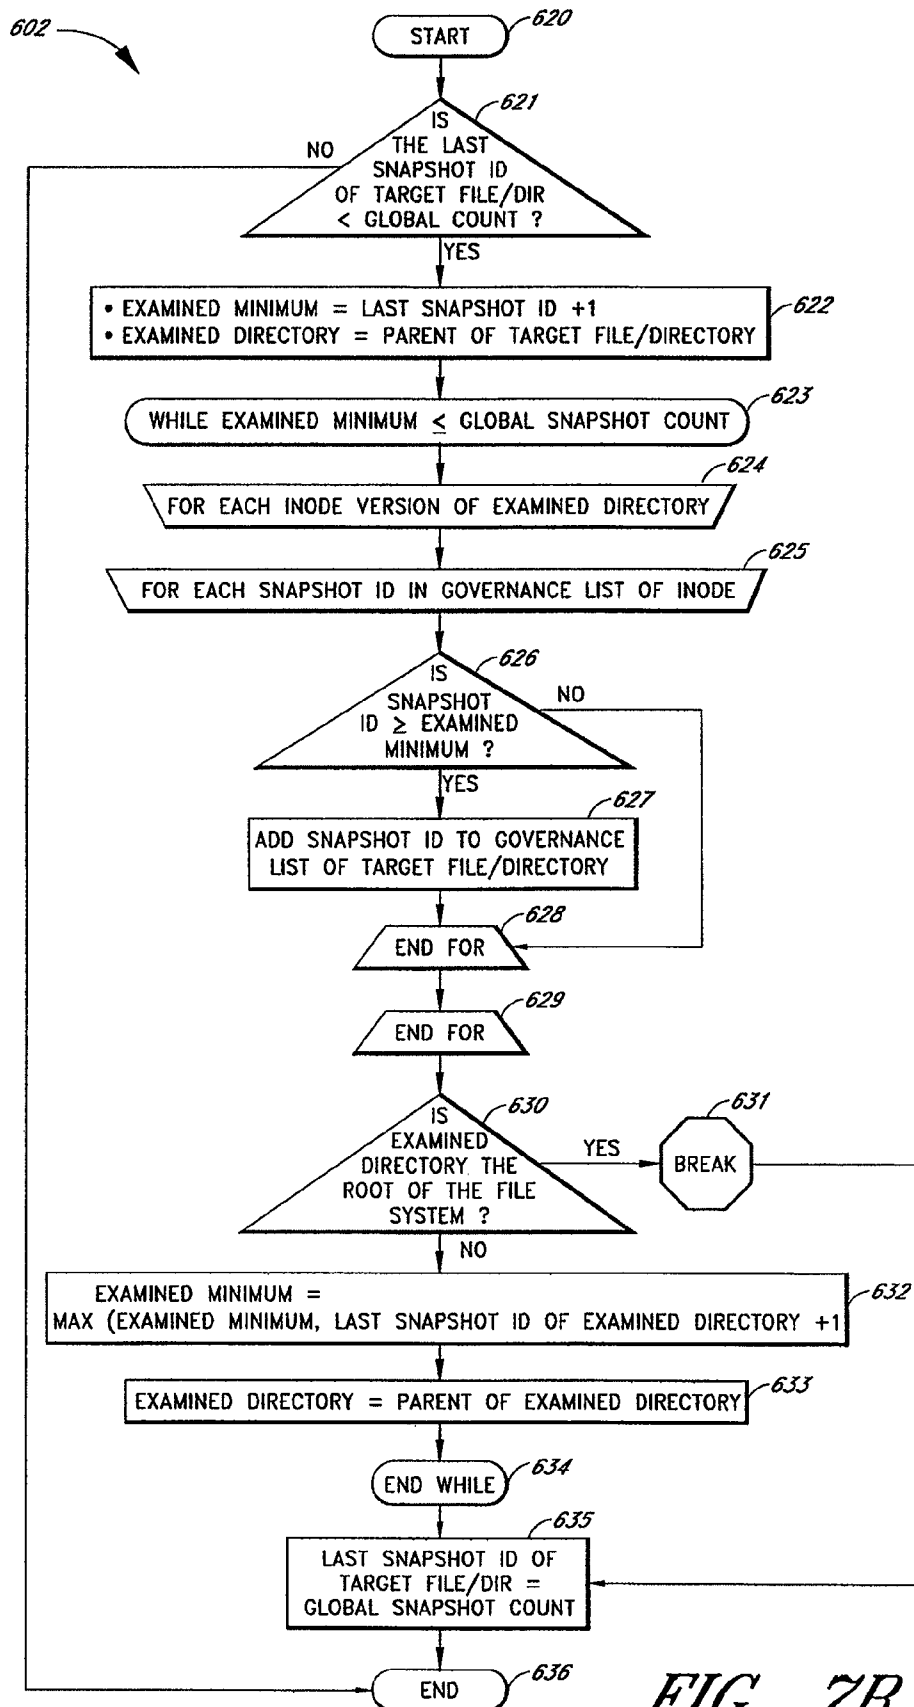 602
START
620
621
IS
THE LAST
SNAPSHOT ID
OF TARGET FILE/DIR
< GLOBAL COUNT ?
NO
YES
• EXAMINED MINIMUM = LAST SNAPSHOT ID +1
• EXAMINED DIRECTORY = PARENT OF TARGET FILE/DIRECTORY
622
WHILE EXAMINED MINIMUM ≤ GLOBAL SNAPSHOT COUNT
623
FOR EACH INODE VERSION OF EXAMINED DIRECTORY
624
FOR EACH SNAPSHOT ID IN GOVERNANCE LIST OF INODE
625
626
IS
SNAPSHOT
ID ≥ EXAMINED
MINIMUM ?
NO
YES
627
ADD SNAPSHOT ID TO GOVERNANCE
LIST OF TARGET FILE/DIRECTORY
628
END FOR
629
END FOR
630
IS
EXAMINED
DIRECTORY THE
ROOT OF THE FILE
SYSTEM ?
YES
631
BREAK
NO
EXAMINED MINIMUM =
MAX (EXAMINED MINIMUM, LAST SNAPSHOT ID OF EXAMINED DIRECTORY +1
632
EXAMINED DIRECTORY = PARENT OF EXAMINED DIRECTORY
633
END WHILE
634
635
LAST SNAPSHOT ID OF
TARGET FILE/DIR =
GLOBAL SNAPSHOT COUNT
END
636
FIG. 7B